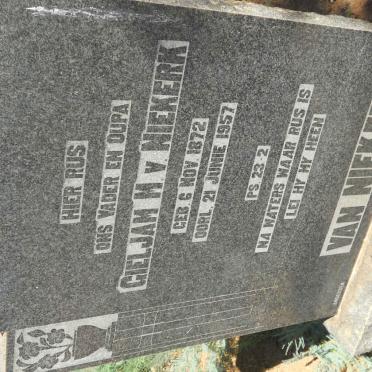 HIER RUS
ONS VADER EN OUPA
GIELJAM M v NIEKERK
GEB 6 NOV. 1872
OORL. 21 JUNIE 1957
PS 23-2
NA WATERS WAAR RUS IS
LEI HY MY HEEN
VAN NIEK